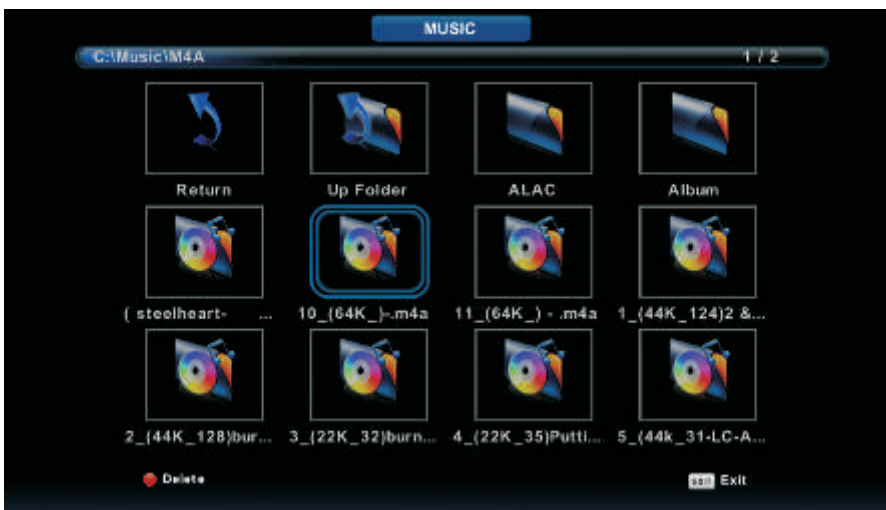 MUSIC
C:\Music\M4A 1 / 2
Return Up Folder ALAC Album
( steelheart- ... 10_(64K_)-.m4a 11_(64K_) - .m4a 1_(44K_124)2 &...
2_(44K_128)bur... 3_(22K_32)burn... 4_(22K_35)Putti... 5_(44k_31-LC-A...
Delete Exit